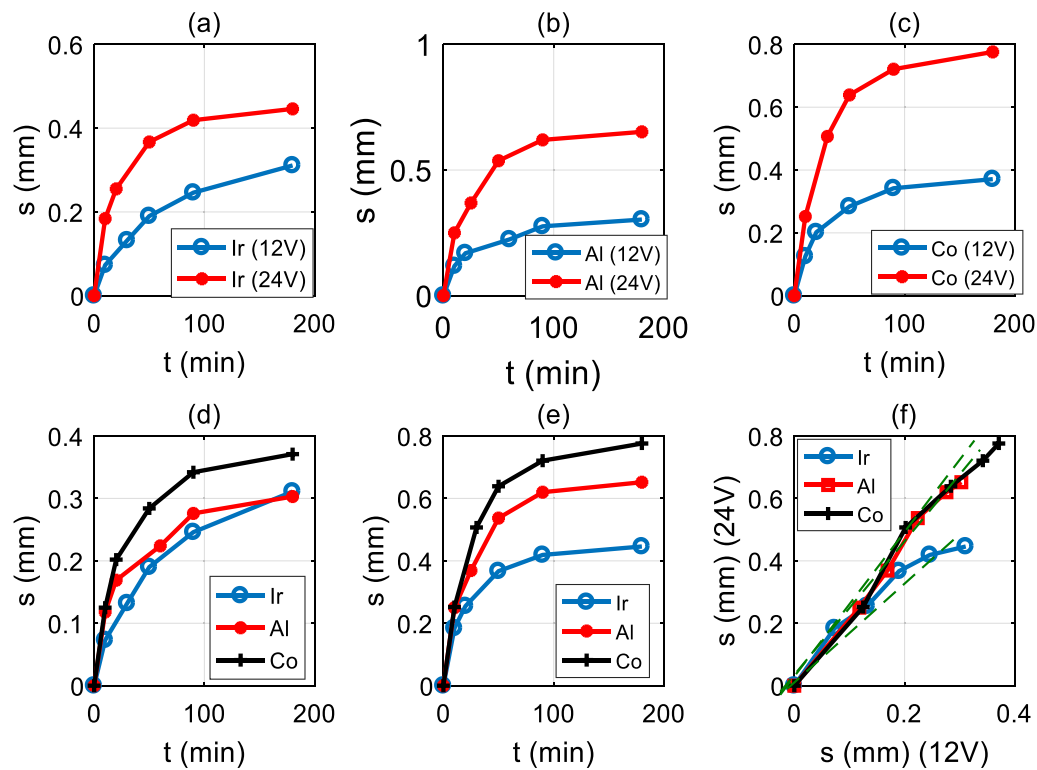 (a)
0.6
0.4
0.2
0
s (mm)
Ir (12V)
Ir (24V)
0
100
200
t (min)
(b)
1
0.5
0
s (mm)
Al (12V)
Al (24V)
0
100
200
t (min)
(c)
0.8
0.6
0.4
0.2
0
s (mm)
Co (12V)
Co (24V)
0
100
200
t (min)
(d)
0.4
0.3
0.2
0.1
0
s (mm)
Ir
Al
Co
0
100
200
t (min)
(e)
0.8
0.6
0.4
0.2
0
s (mm)
Ir
Al
Co
0
100
200
t (min)
(f)
0.8
0.6
0.4
0.2
0
s (mm) (24V)
Ir
Al
Co
0
0.2
0.4
s (mm) (12V)